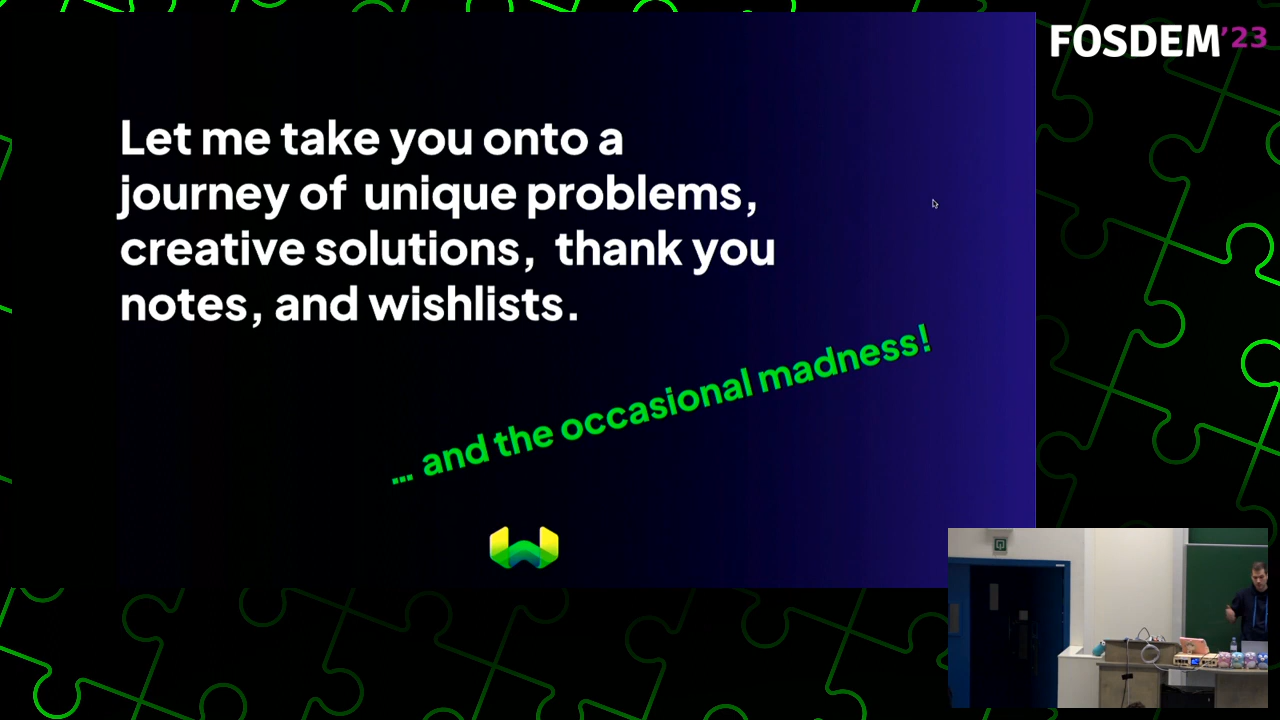 FOSDEM'23
Let me take you onto a
journey of unique problems,
creative solutions, thank you
notes, and wishlists.
... and the occasional madness!